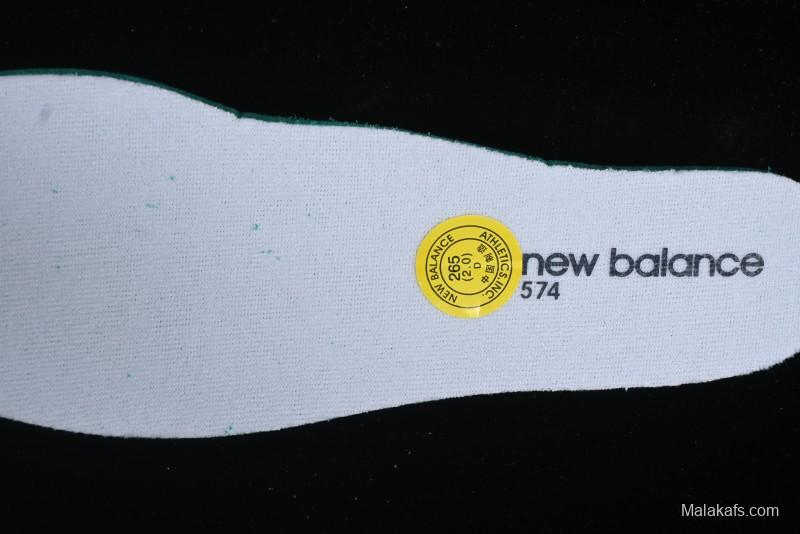 NEW BALANCE ATHLETICS.INC.
265
(2.0)
D
new balance
574
Malakafs.com